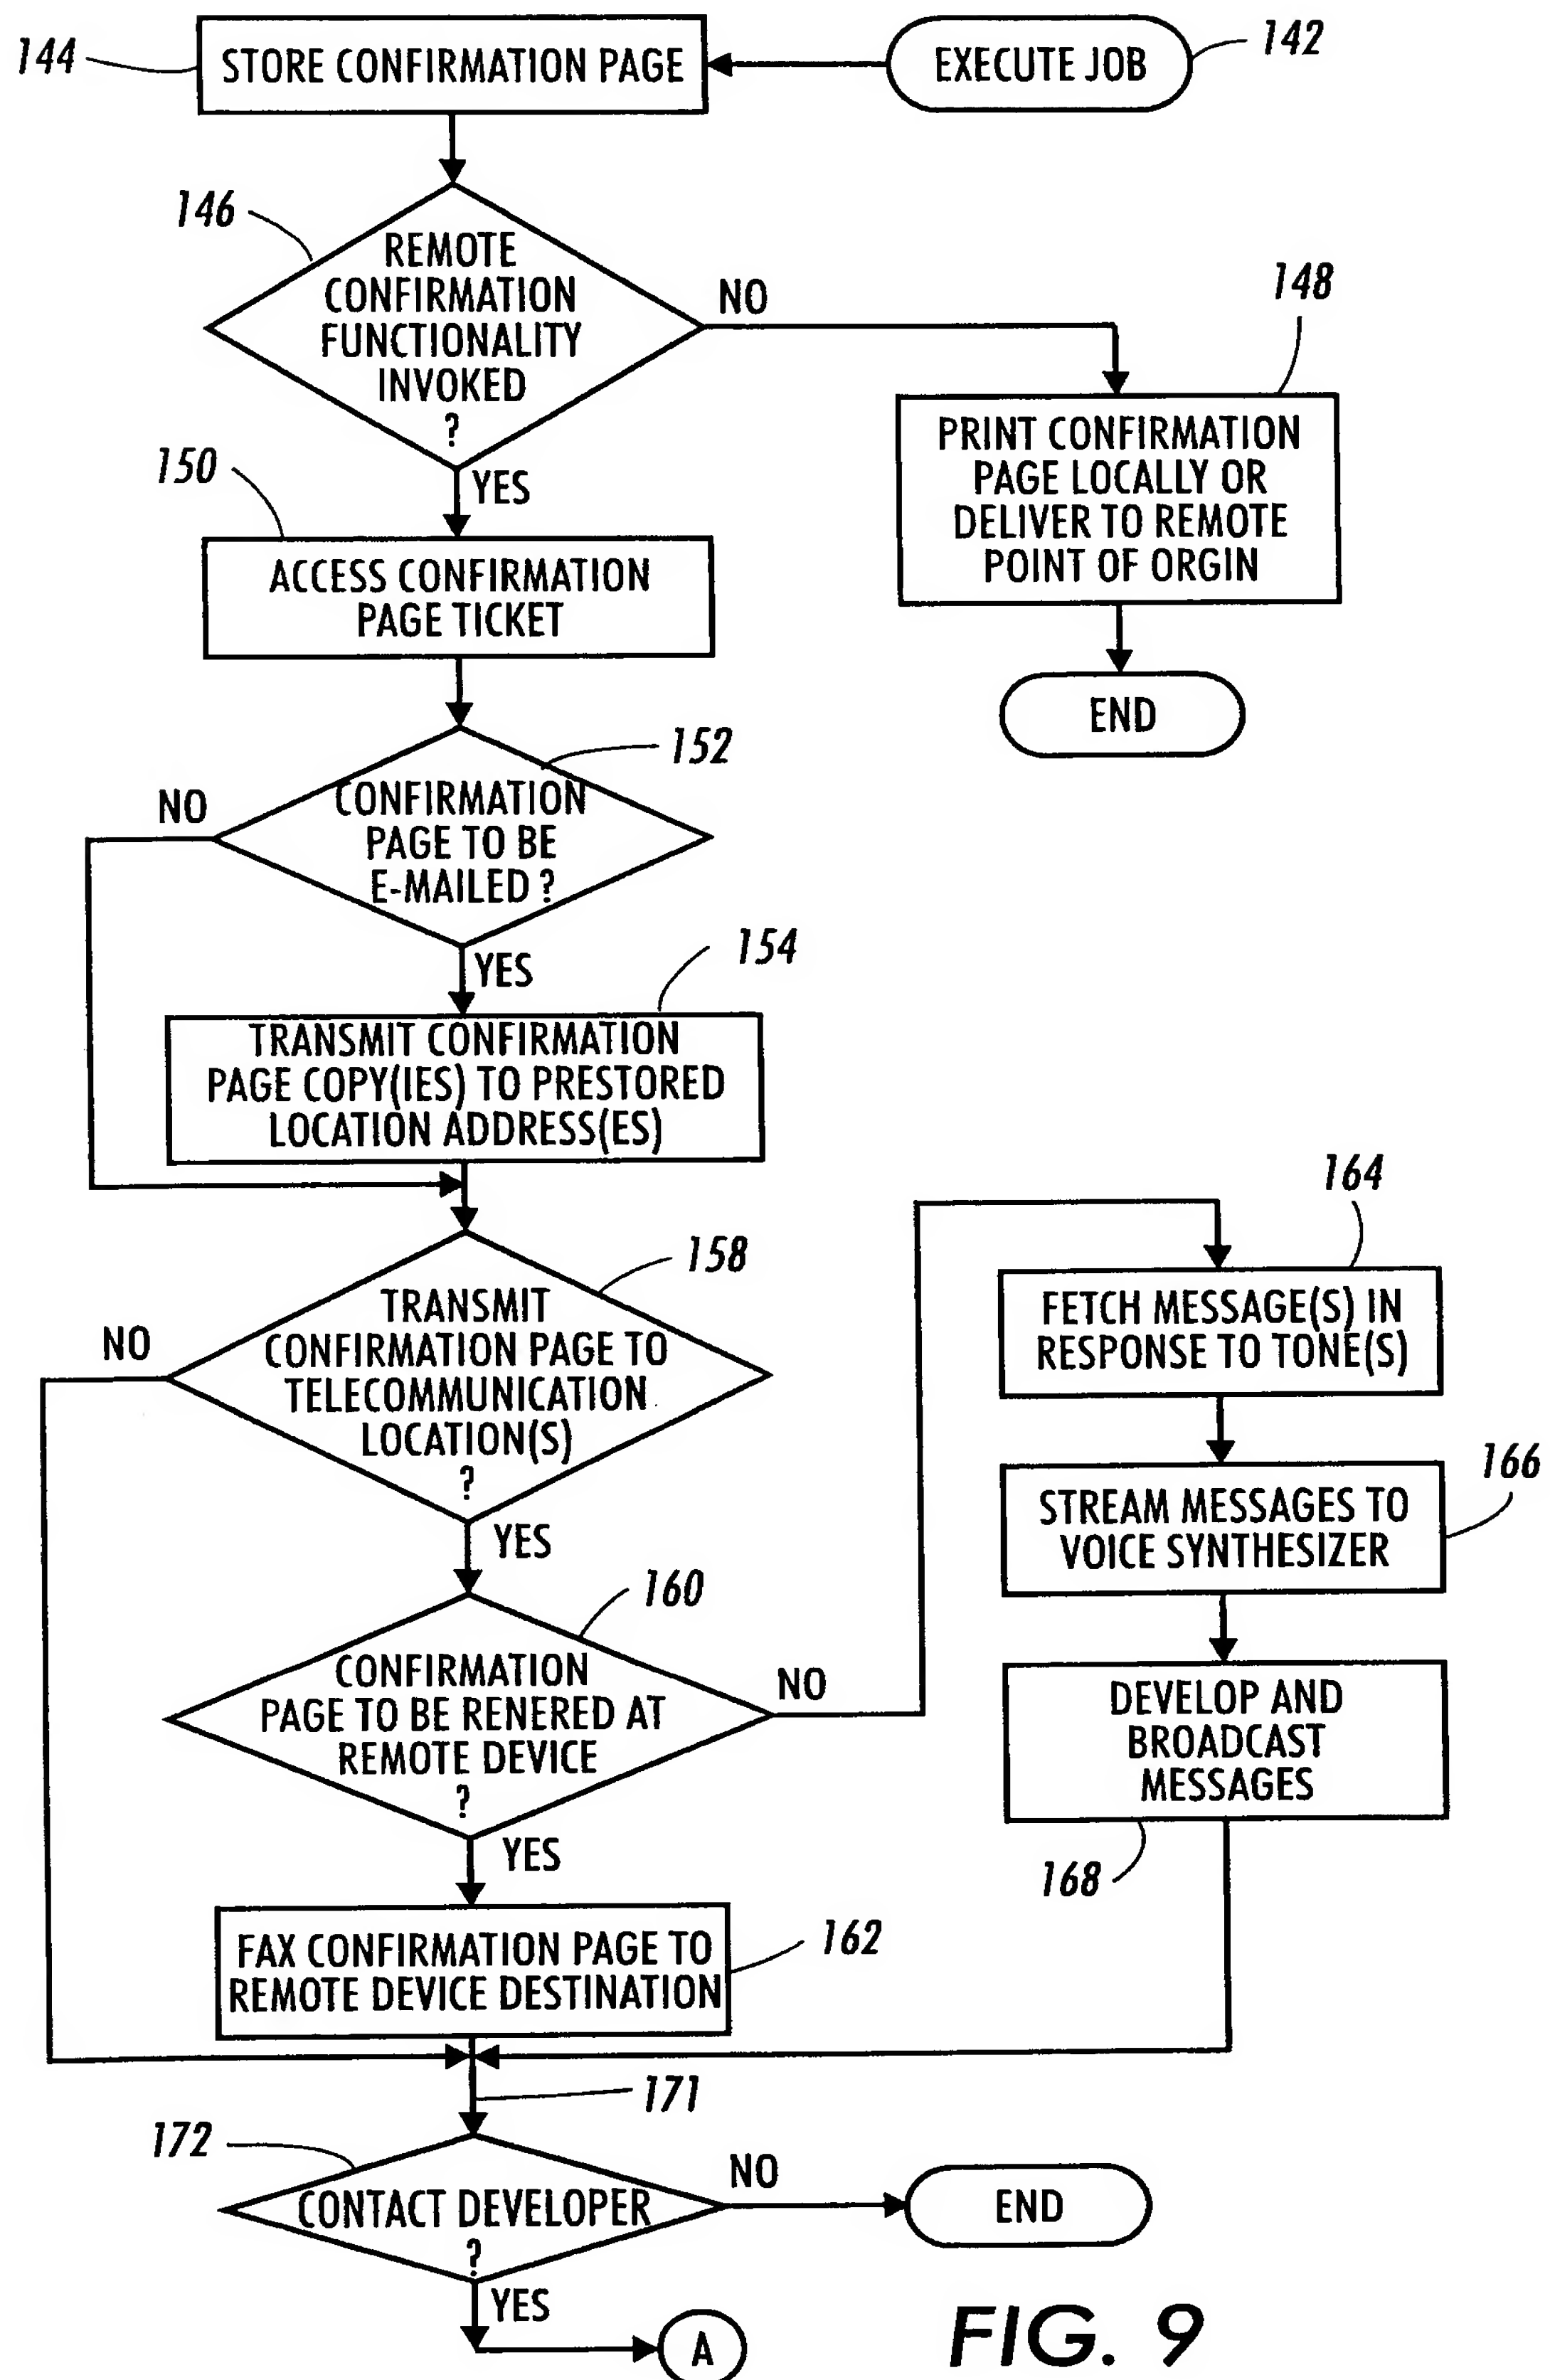 144
STORE CONFIRMATION PAGE
EXECUTE JOB
142
146
REMOTE
CONFIRMATION
FUNCTIONALITY
INVOKED
?
NO
YES
148
PRINT CONFIRMATION
PAGE LOCALLY OR
DELIVER TO REMOTE
POINT OF ORGIN
END
150
ACCESS CONFIRMATION
PAGE TICKET
152
CONFIRMATION
PAGE TO BE
E-MAILED ?
NO
YES
154
TRANSMIT CONFIRMATION
PAGE COPY(IES) TO PRESTORED
LOCATION ADDRESS(ES)
158
TRANSMIT
CONFIRMATION PAGE TO
TELECOMMUNICATION
LOCATION(S)
?
NO
YES
160
CONFIRMATION
PAGE TO BE RENERED AT
REMOTE DEVICE
?
NO
YES
164
FETCH MESSAGE(S) IN
RESPONSE TO TONE(S)
166
STREAM MESSAGES TO
VOICE SYNTHESIZER
DEVELOP AND
BROADCAST
MESSAGES
168
FAX CONFIRMATION PAGE TO
REMOTE DEVICE DESTINATION
162
171
172
CONTACT DEVELOPER
?
NO
END
YES
A
FIG. 9